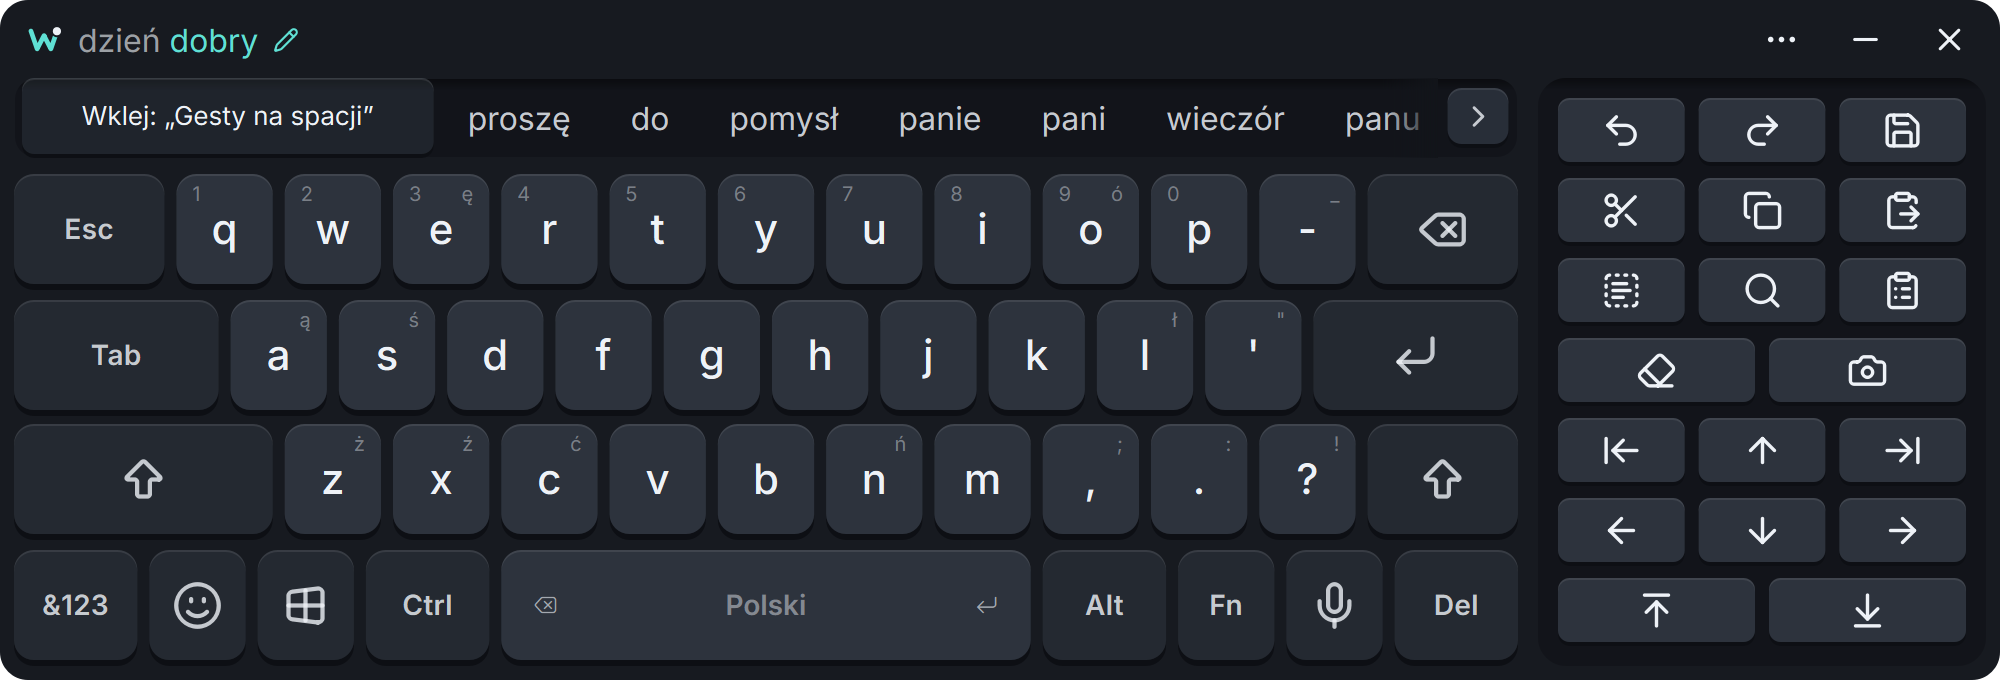 dzień dobry
Wklej: „Gesty na spacji” proszę do pomysł panie pani wieczór panu
Esc 1 q 2 w 3 ę e 4 r 5 t 6 y 7 u 8 i 9 ó o 0 p _ -
Tab ą a ś s d f g h j k ł l " '
ż z ź x ć c v b ń n m ; , : . ! ?
&123 Ctrl Polski Alt Fn Del